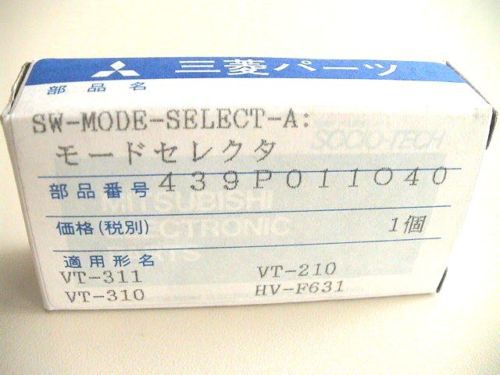 三菱パーツ
部品名
SW-MODE-SELECT-A:
モードセレクタ
SOCIO-TECH
部品番号 439P011040
MITSUBISHI
価格(税別) 1個
ELECTRONIC
PARTS
適用形名
VT-311 VT-210
VT-310 HV-F631